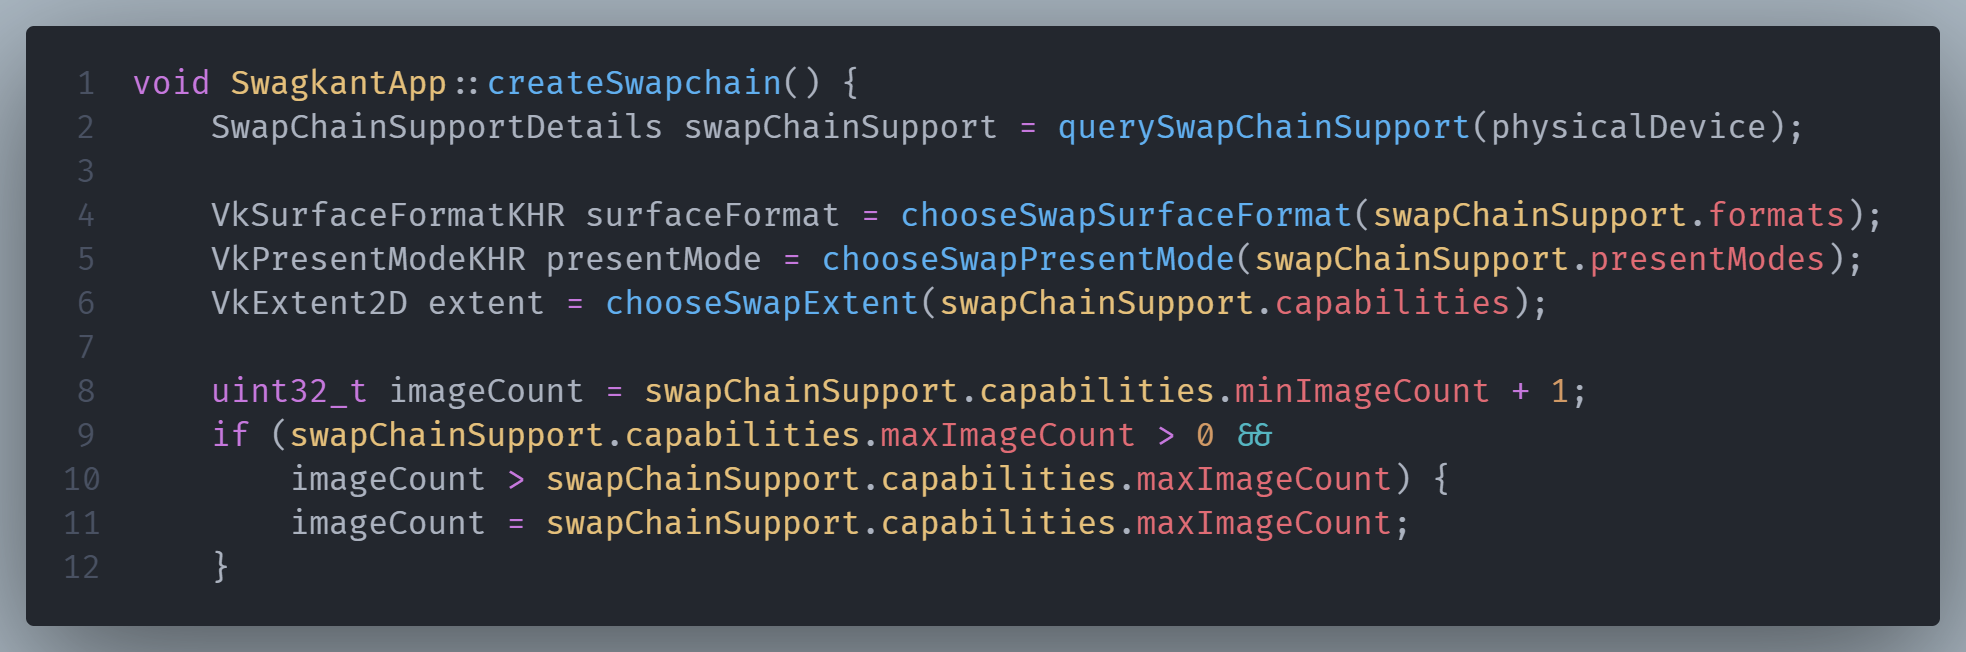 1 void SwagkantApp::createSwapchain() {
2     SwapChainSupportDetails swapChainSupport = querySwapChainSupport(physicalDevice);
3
4     VkSurfaceFormatKHR surfaceFormat = chooseSwapSurfaceFormat(swapChainSupport.formats);
5     VkPresentModeKHR presentMode = chooseSwapPresentMode(swapChainSupport.presentModes);
6     VkExtent2D extent = chooseSwapExtent(swapChainSupport.capabilities);
7
8     uint32_t imageCount = swapChainSupport.capabilities.minImageCount + 1;
9     if (swapChainSupport.capabilities.maxImageCount > 0 &&
10         imageCount > swapChainSupport.capabilities.maxImageCount) {
11         imageCount = swapChainSupport.capabilities.maxImageCount;
12     }